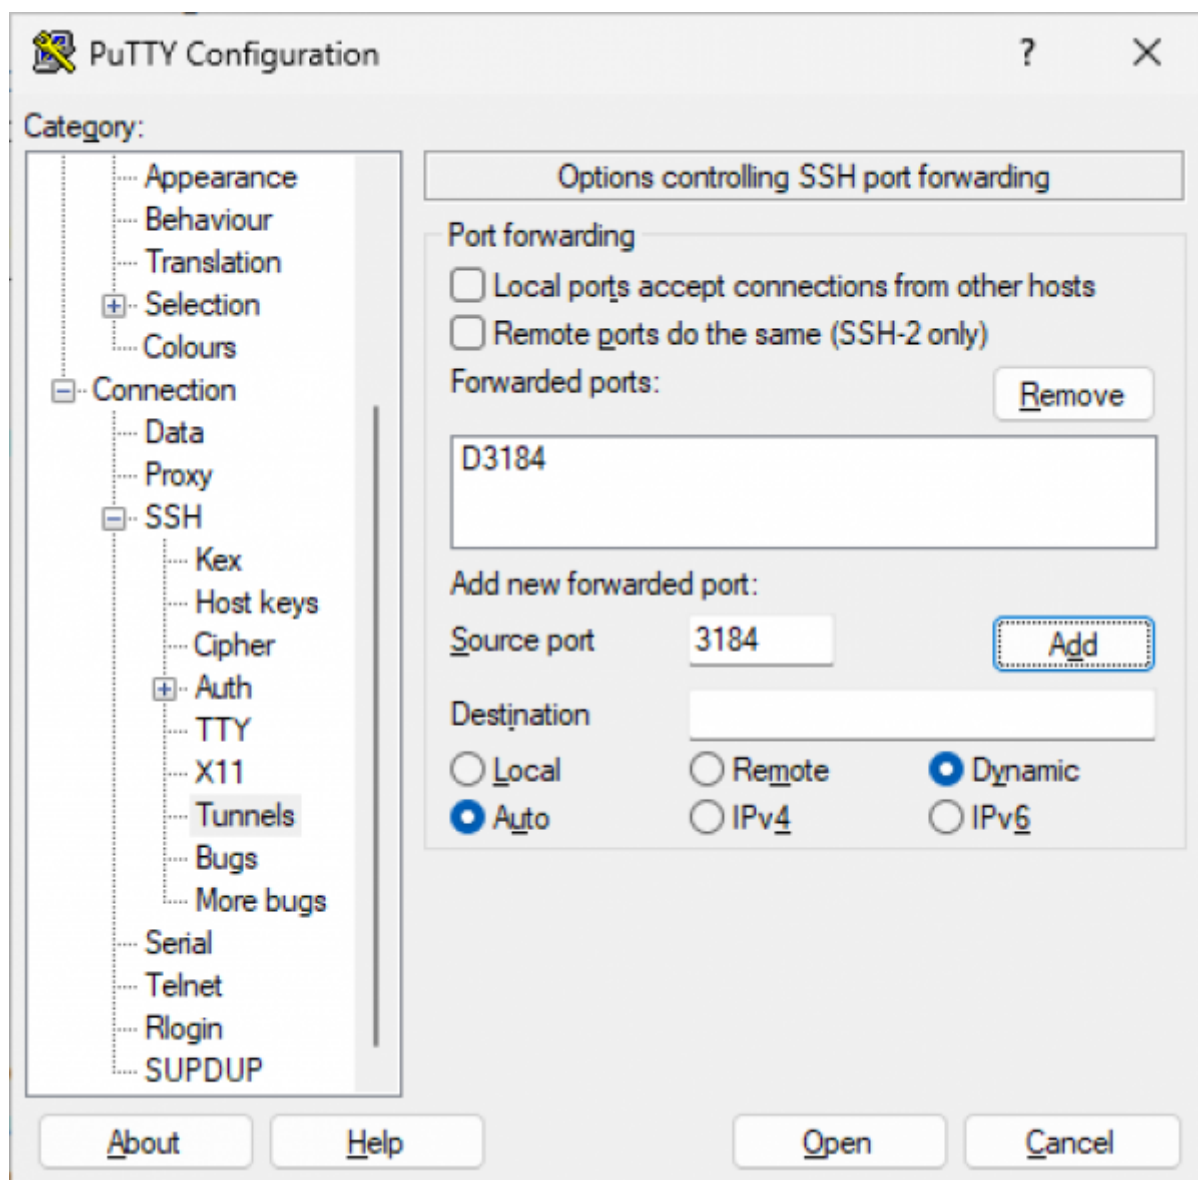 PuTTY Configuration
?
Category:
Appearance
Behaviour
Translation
Selection
Colours
Connection
Data
Proxy
SSH
Kex
Host keys
Cipher
Auth
TTY
X11
Tunnels
Bugs
More bugs
Serial
Telnet
Rlogin
SUPDUP
Options controlling SSH port forwarding
Port forwarding
Local ports accept connections from other hosts
Remote ports do the same (SSH-2 only)
Forwarded ports:
Remove
D3184
Add new forwarded port:
Source port 3184 Add
Destination
Local Remote Dynamic
Auto IPv4 IPv6
About Help Open Cancel